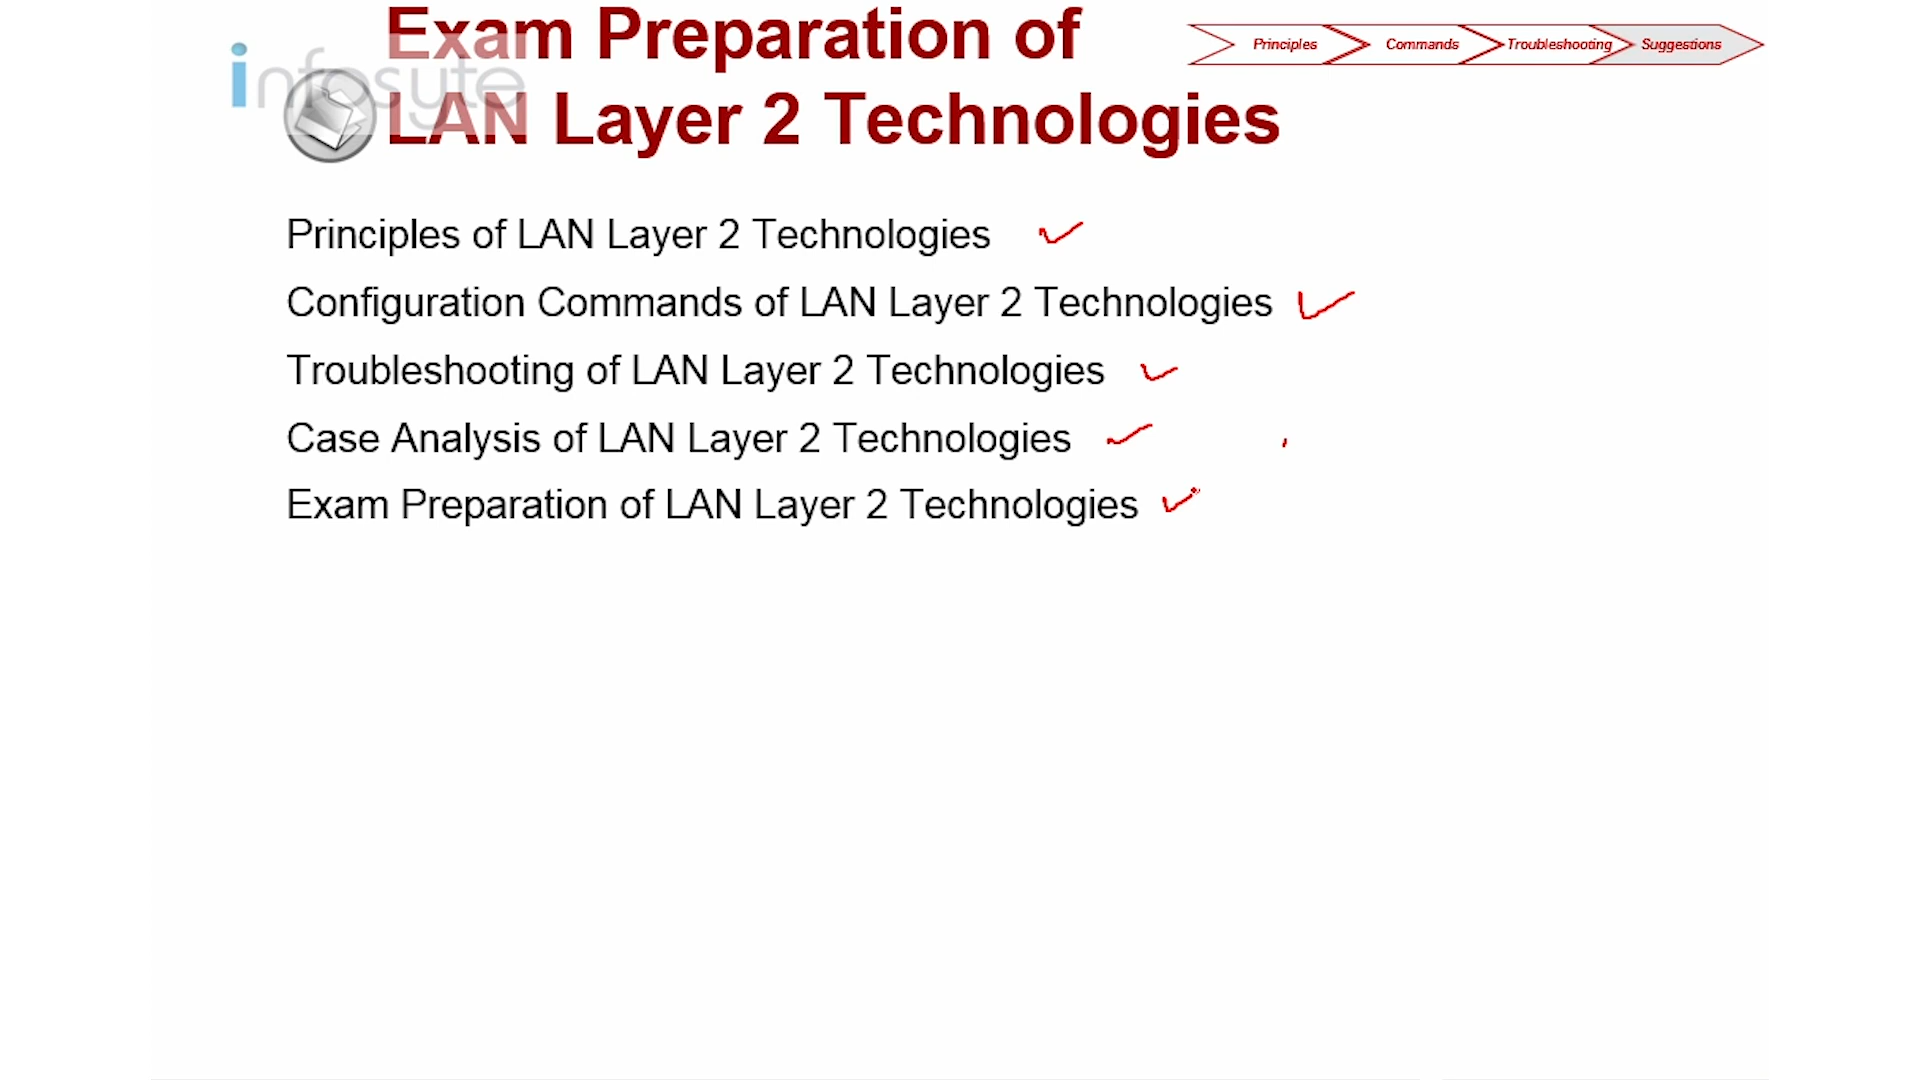 Exam Preparation of
LAN Layer 2 Technologies
infosyte
Principles
Commands
Troubleshooting
Suggestions
Principles of LAN Layer 2 Technologies
Configuration Commands of LAN Layer 2 Technologies
Troubleshooting of LAN Layer 2 Technologies
Case Analysis of LAN Layer 2 Technologies
Exam Preparation of LAN Layer 2 Technologies